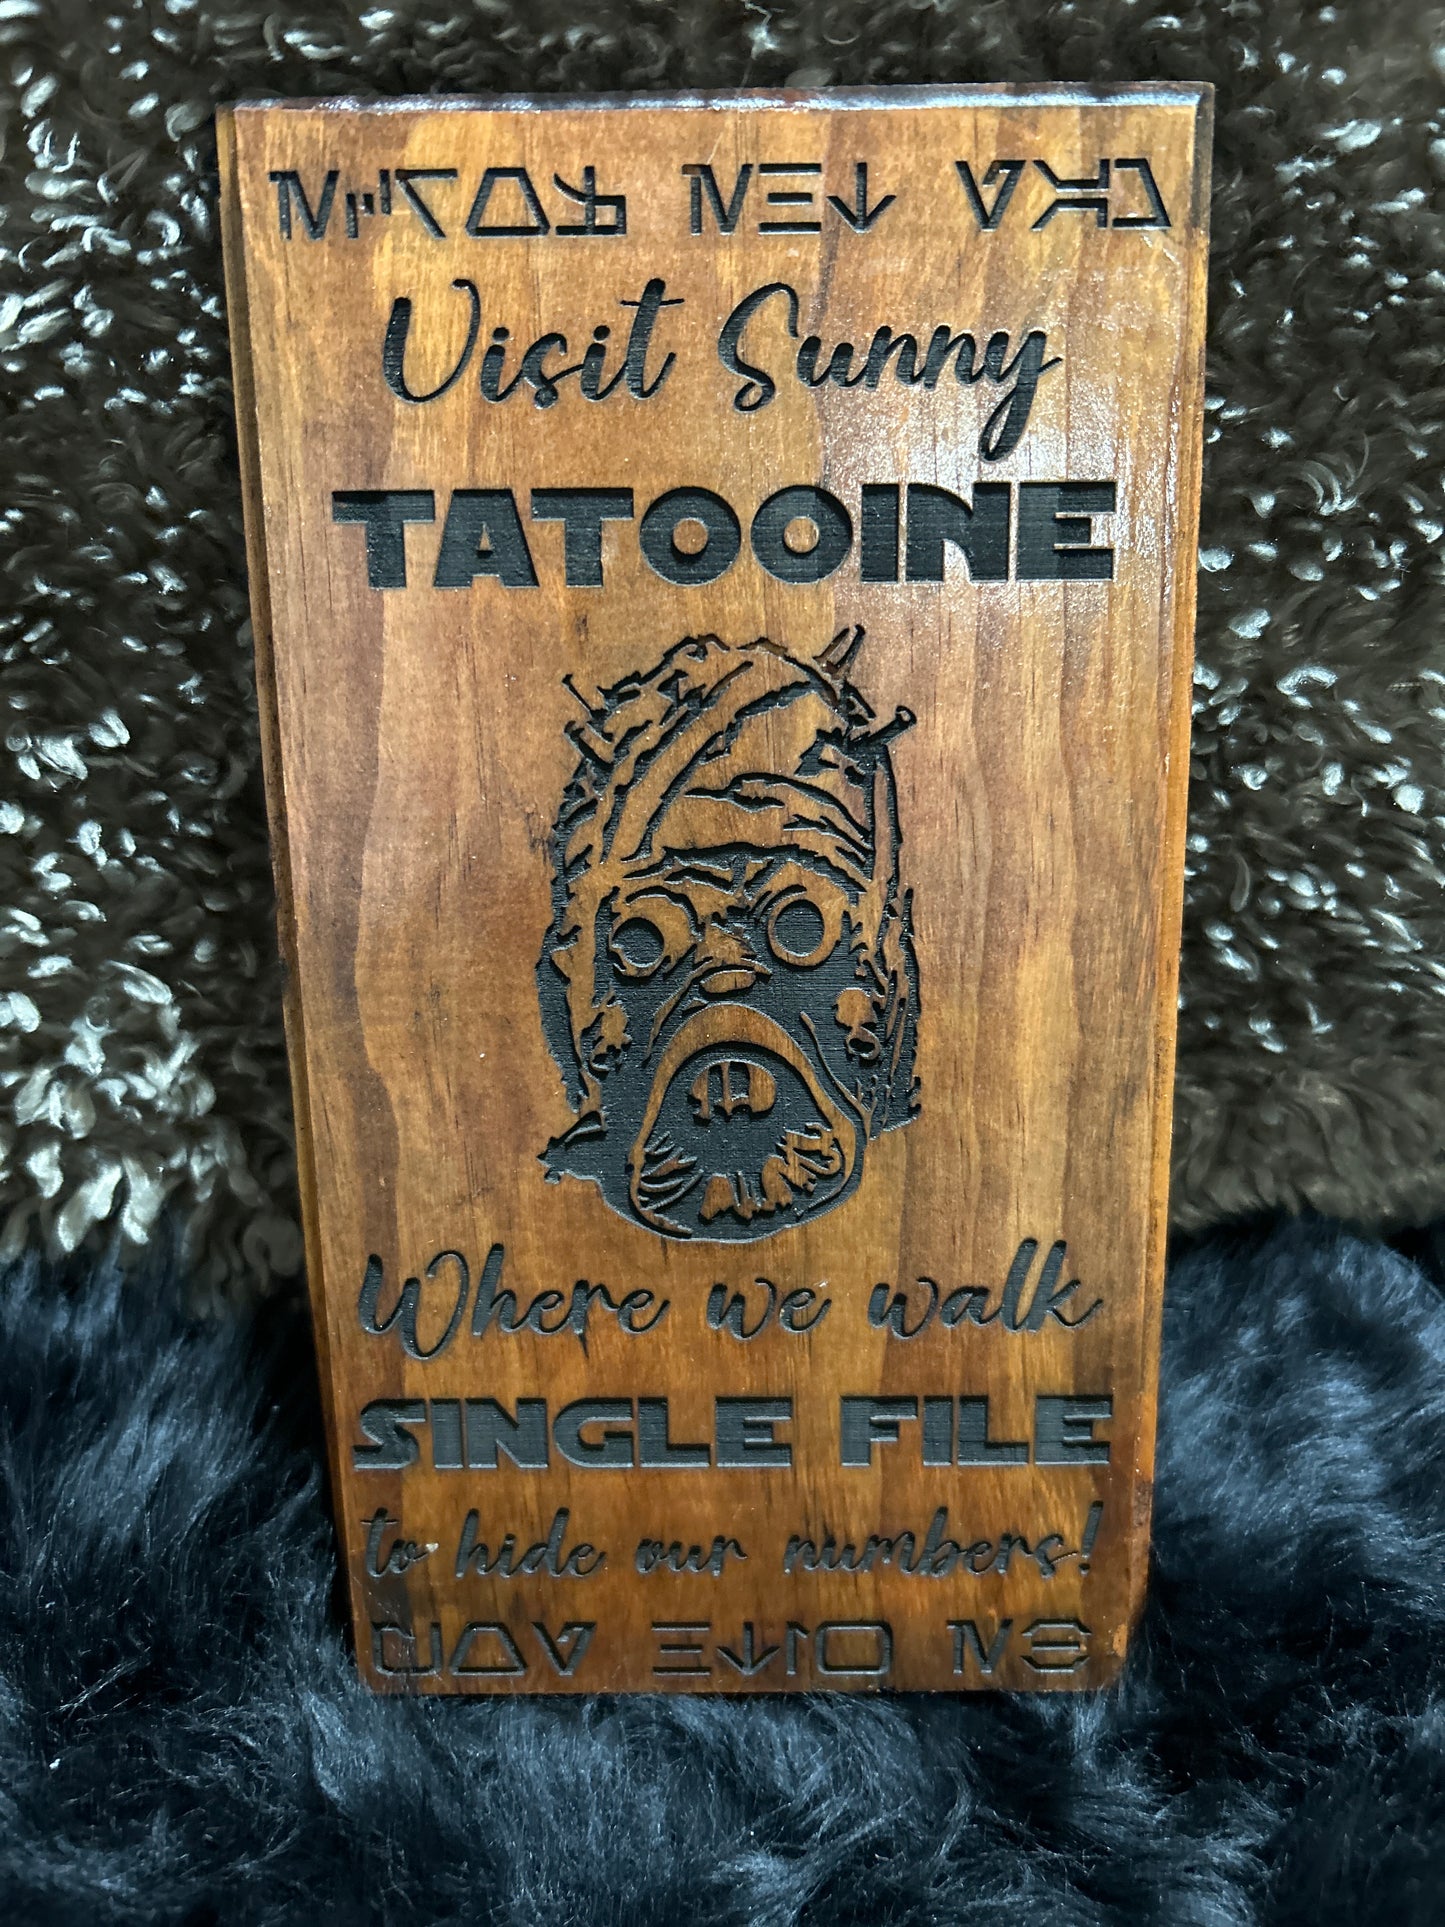 Visit Sunny
TATOOINE
Where we walk
SINGLE FILE
to hide our numbers!